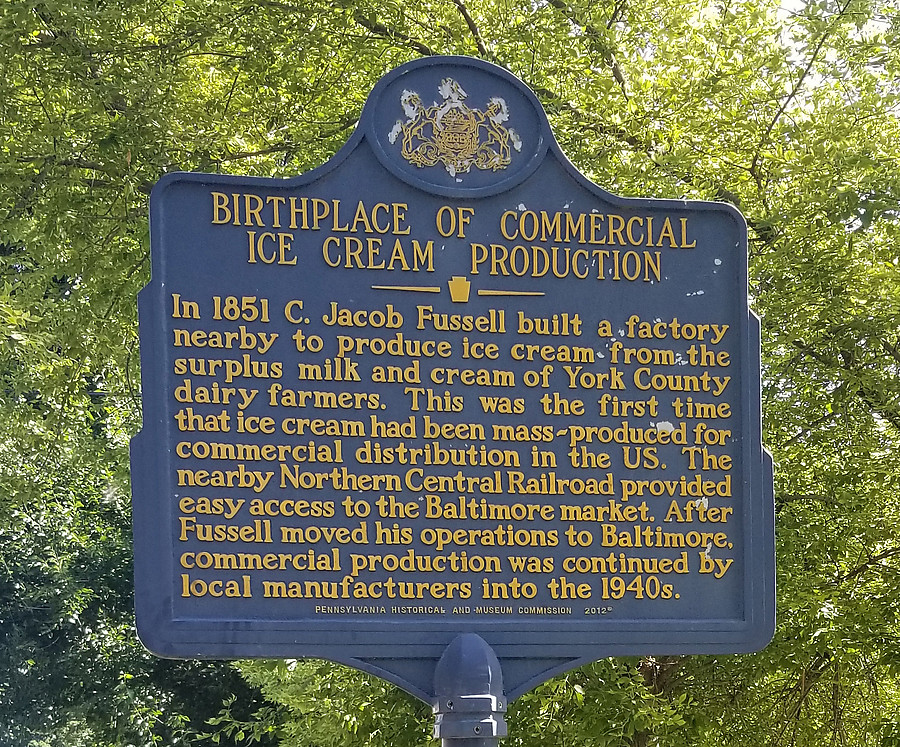 BIRTHPLACE OF COMMERCIAL
ICE CREAM PRODUCTION
In 1851 C. Jacob Fussell built a factory
nearby to produce ice cream from the
surplus milk and cream of York County
dairy farmers. This was the first time
that ice cream had been mass-produced for
commercial distribution in the US. The
nearby Northern Central Railroad provided
easy access to the Baltimore market. After
Fussell moved his operations to Baltimore,
commercial production was continued by
local manufacturers into the 1940s.
PENNSYLVANIA HISTORICAL AND MUSEUM COMMISSION 2012©